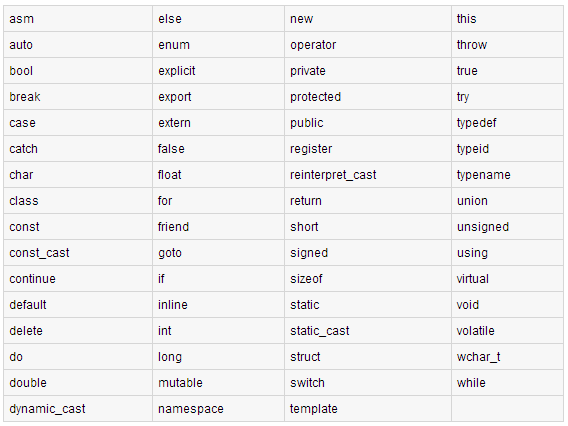 asm else new this
auto enum operator throw
bool explicit private true
break export protected try
case extern public typedef
catch false register typeid
char float reinterpret_cast typename
class for return union
const friend short unsigned
const_cast goto signed using
continue if sizeof virtual
default inline static void
delete int static_cast volatile
do long struct wchar_t
double mutable switch while
dynamic_cast namespace template